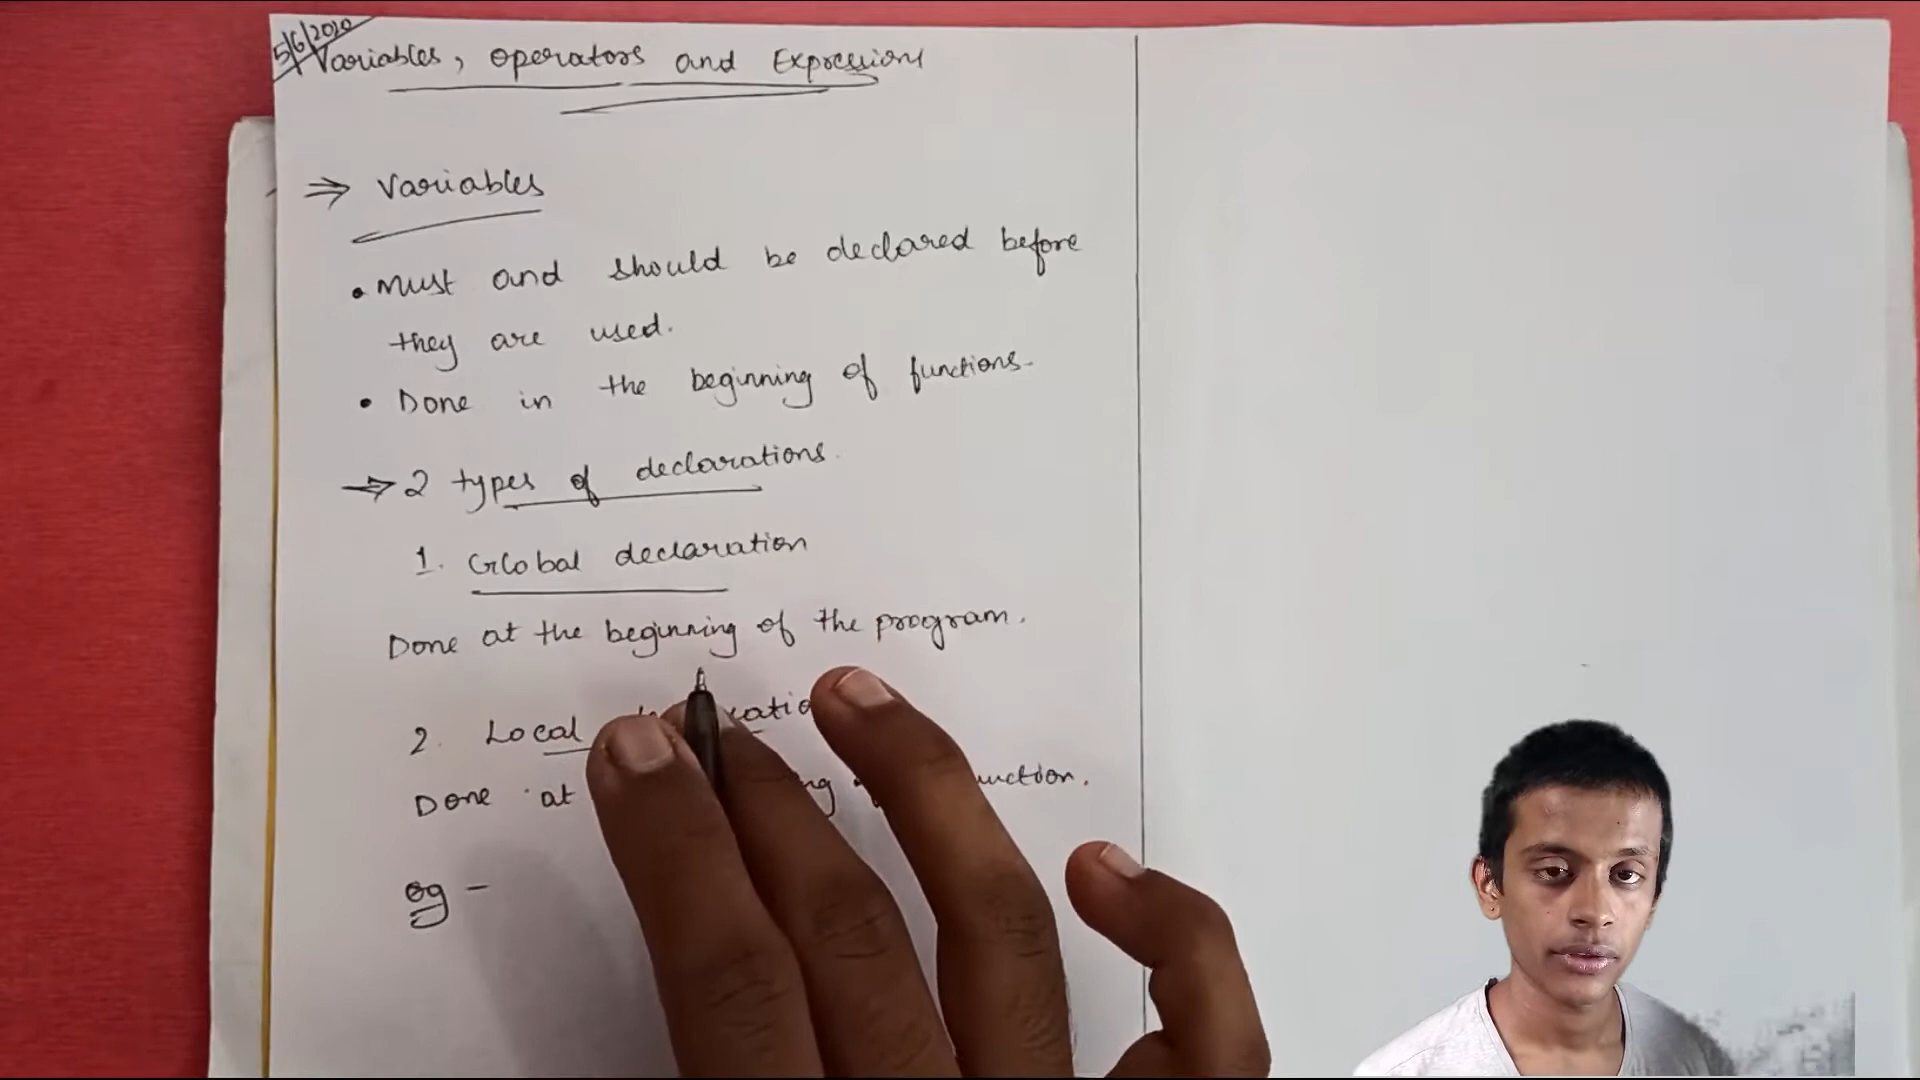 5/6/2020
Variables, operators and Expressions
⇒ Variables
• Must and should be declared before
they are used.
• Done in the beginning of functions.
⇒ 2 types of declarations.
1. Global declaration
Done at the beginning of the program.
2. Local
Done at
eg -